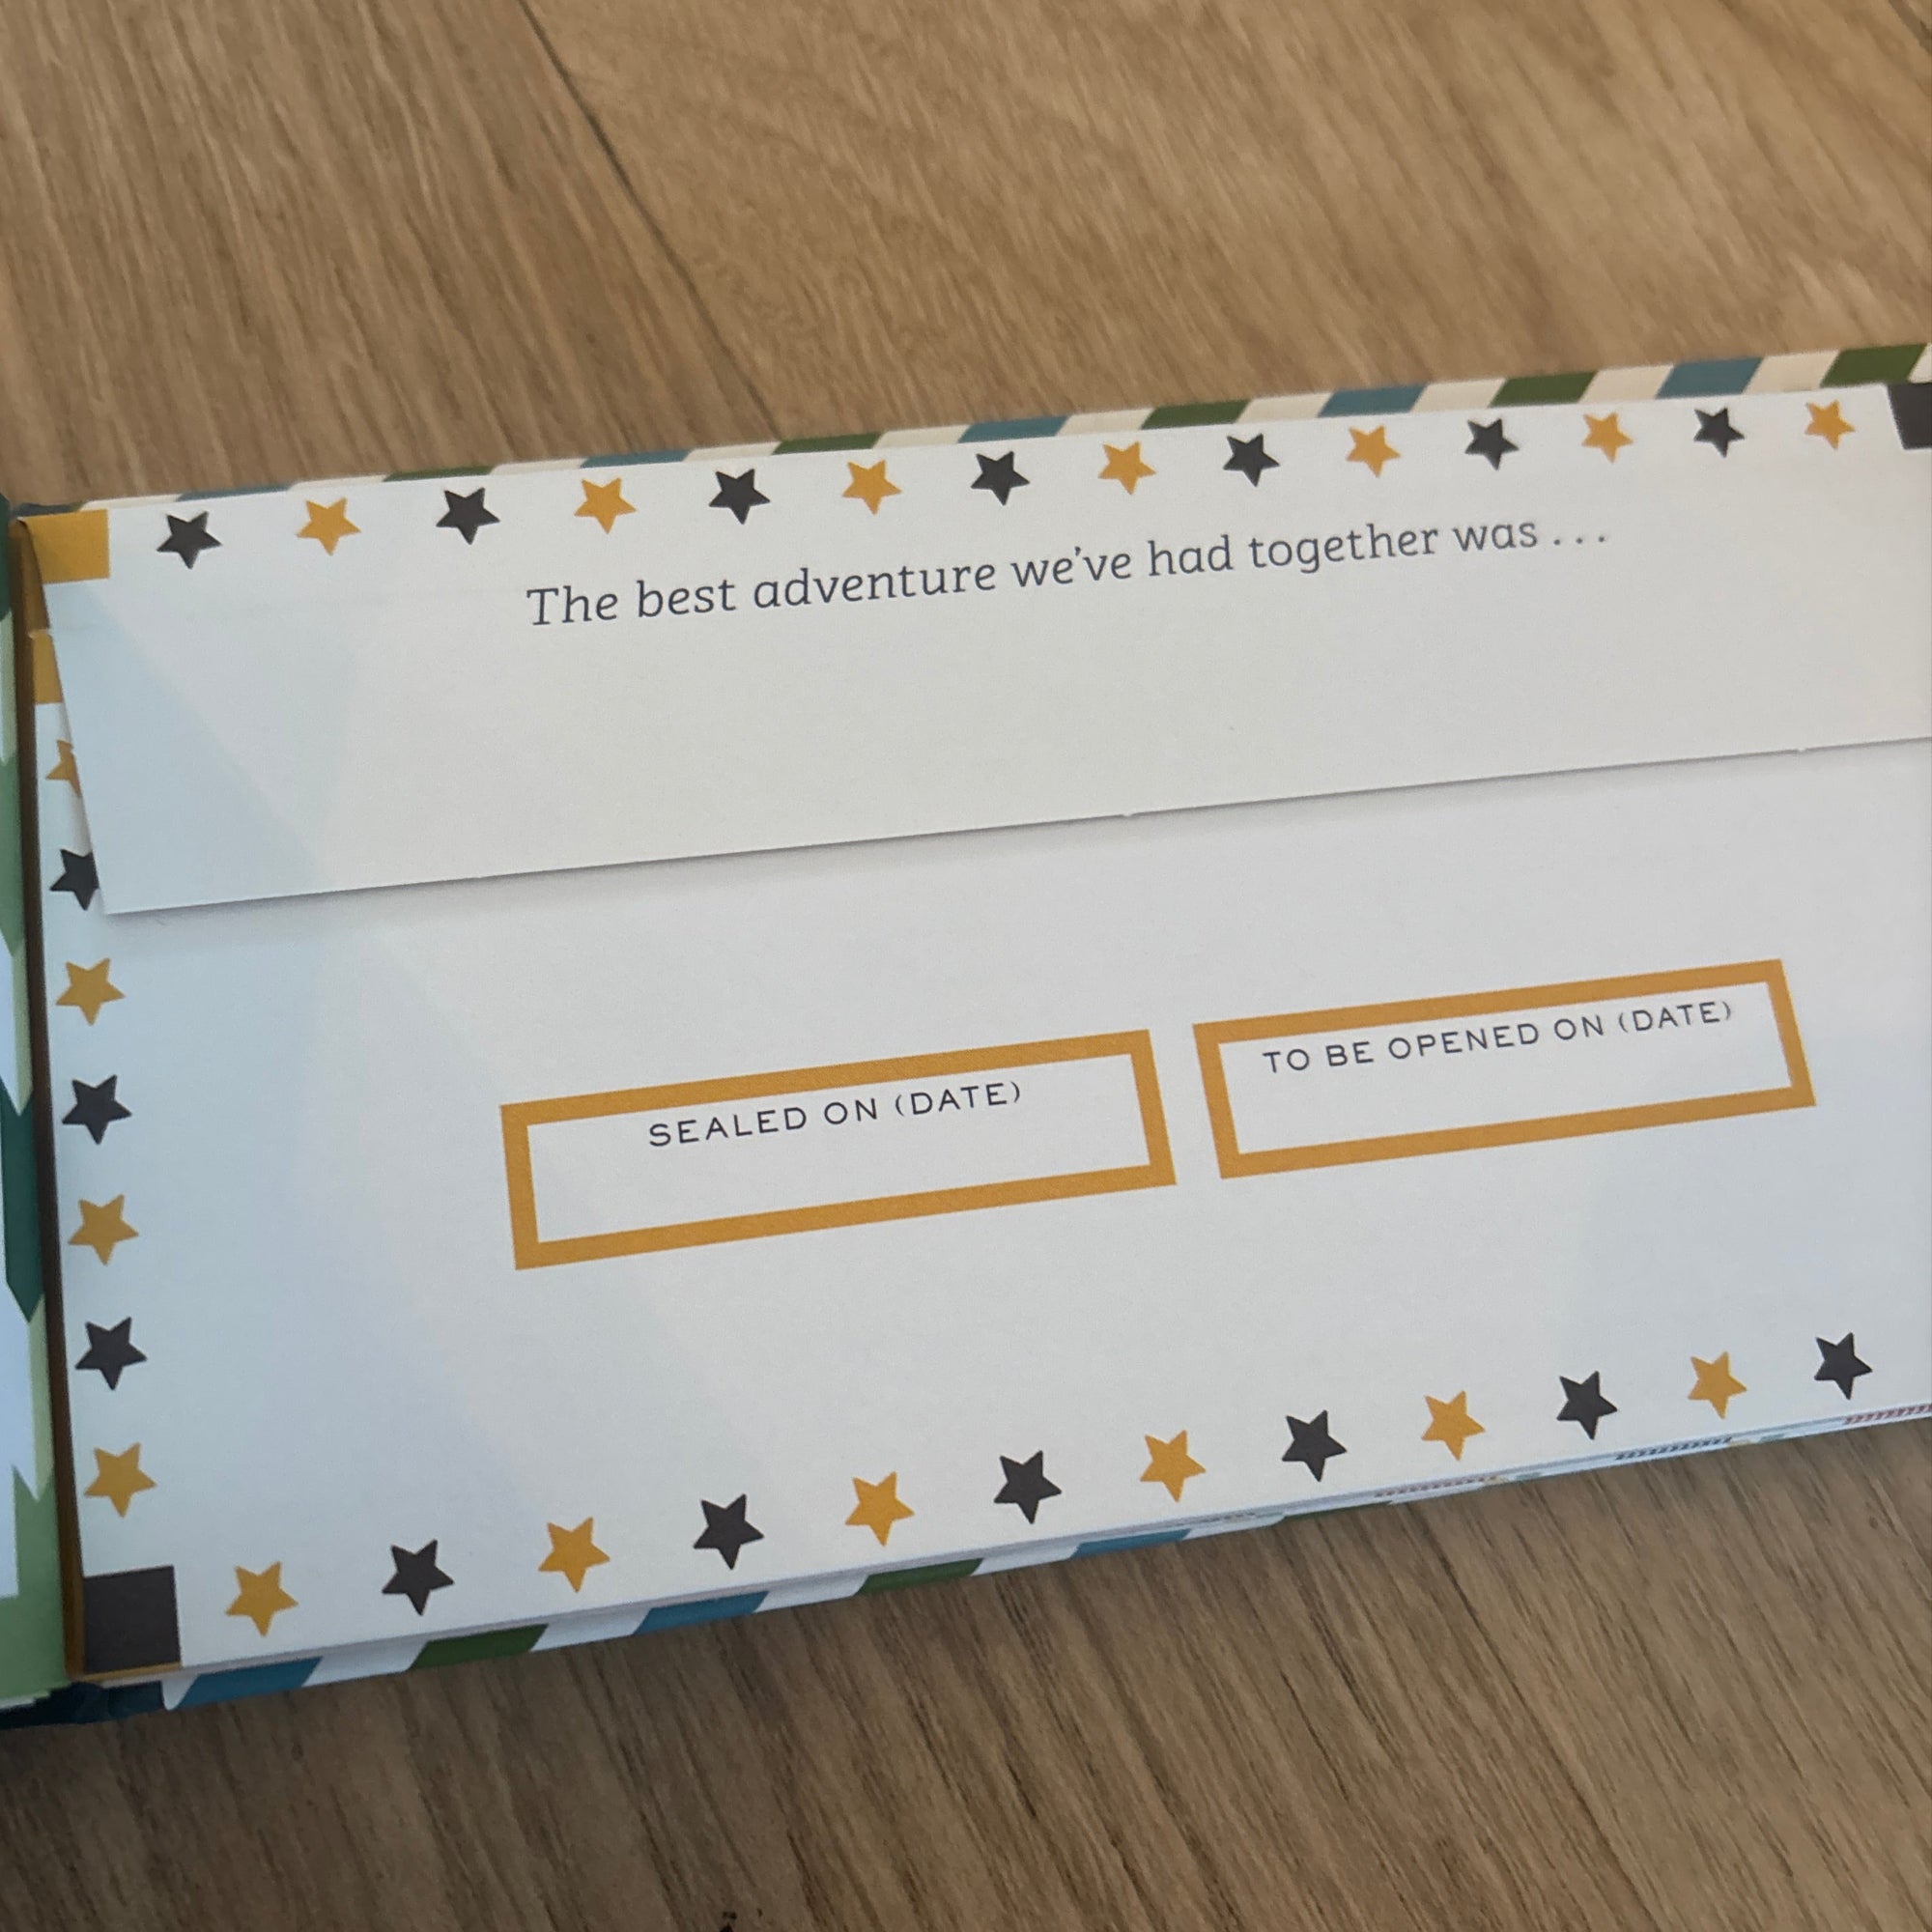 The best adventure we've had together was . . .
SEALED ON (DATE)
TO BE OPENED ON (DATE)